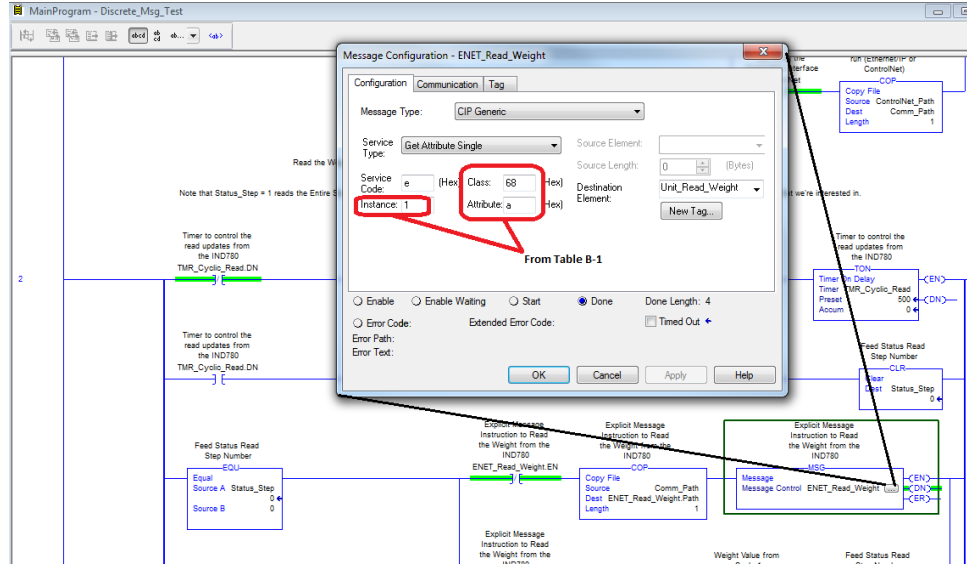 MainProgram - Discrete_Msg_Test
abcd
ab
cd
ab...
<ab>
run (Ethernet/IP or
ControlNet)
COP
Copy File
Source ControlNet_Path
Dest Comm_Path
Length 1
Message Configuration - ENET_Read_Weight
Configuration
Communication
Tag
Message Type: CIP Generic
Service Type: Get Attribute Single
Source Element:
Source Length: 0 (Bytes)
Service Code: e (Hex) Class: 68 Hex)
Destination Element: Unit_Read_Weight
Instance: 1 Attribute: a Hex)
New Tag...
From Table B-1
Enable
Enable Waiting
Start
Done
Done Length: 4
Error Code:
Extended Error Code:
Timed Out
Error Path:
Error Text:
OK
Cancel
Apply
Help
Read the
Note that Status_Step = 1 reads the Entire
we're interested in.
2
Timer to control the
read updates from
the IND780
TMR_Cyclic_Read.DN
Timer to control the
read updates from
the IND780
TON
Timer On Delay
Timer TMR_Cyclic_Read
Preset 500
Accum 0
EN
DN
Timer to control the
read updates from
the IND780
TMR_Cyclic_Read.DN
Feed Status Read
Step Number
CLR
Clear
Dest Status_Step
0
Feed Status Read
Step Number
EQU
Equal
Source A Status_Step
0
Source B 0
Explicit Message
Instruction to Read
the Weight from the
IND780
ENET_Read_Weight.EN
Explicit Message
Instruction to Read
the Weight from the
IND780
COP
Copy File
Source Comm_Path
Dest ENET_Read_Weight.Path
Length 1
Explicit Message
Instruction to Read
the Weight from the
IND780
MSG
Message
Message Control ENET_Read_Weight ...
EN
DN
ER
Explicit Message
Instruction to Read
the Weight from the
Weight Value from
Feed Status Read